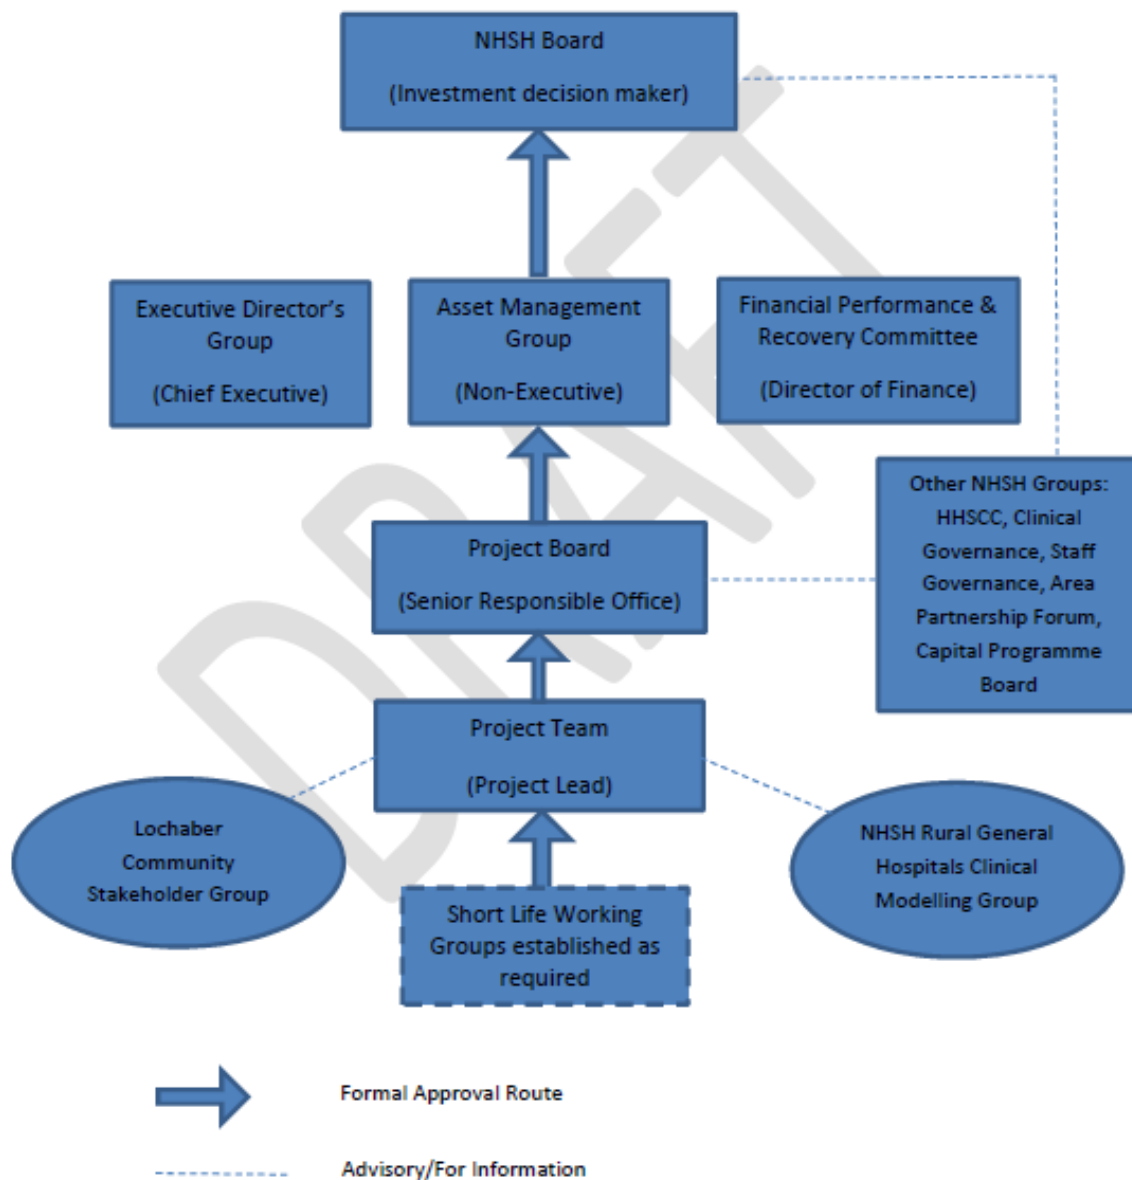 NHSH Board
(Investment decision maker)
Executive Director's
Group
(Chief Executive)
Asset Management
Group
(Non-Executive)
Financial Performance &
Recovery Committee
(Director of Finance)
Other NHSH Groups:
HHSCC, Clinical
Governance, Staff
Governance, Area
Partnership Forum,
Capital Programme
Board
Project Board
(Senior Responsible Office)
Project Team
(Project Lead)
Lochaber
Community
Stakeholder Group
NHSH Rural General
Hospitals Clinical
Modelling Group
Short Life Working
Groups established as
required
Formal Approval Route
Advisory/For Information
DRAFT